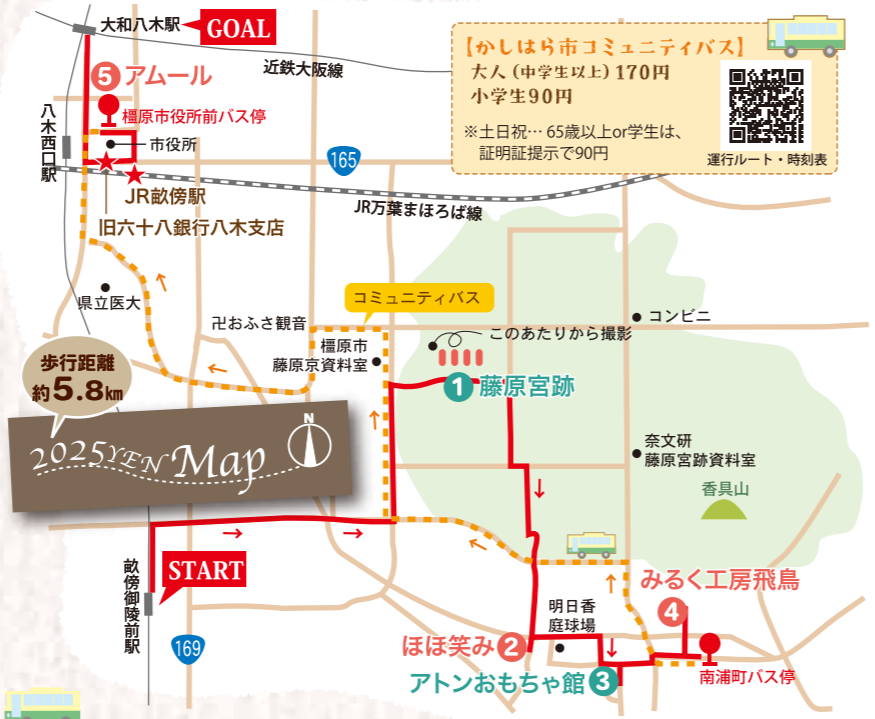 大和八木駅
GOAL
近鉄大阪線
【かしはら市コミュニティバス】
大人（中学生以上）170円
小学生90円
※土日祝… 65歳以上or学生は、
証明証提示で90円
運行ルート・時刻表
5 アムール
橿原市役所前バス停
八木西口駅
市役所
165
JR畝傍駅
JR万葉まほろば線
旧六十八銀行八木支店
県立医大
コミュニティバス
卍おふさ観音
コンビニ
このあたりから撮影
橿原市
藤原京資料室
1 藤原宮跡
歩行距離
約5.8km
2025YEN Map
N
奈文研
藤原宮跡資料室
香具山
START
畝傍御陵前駅
169
みるく工房飛鳥
4
明日香
庭球場
ほほ笑み 2
アトンおもちゃ館 3
南浦町バス停